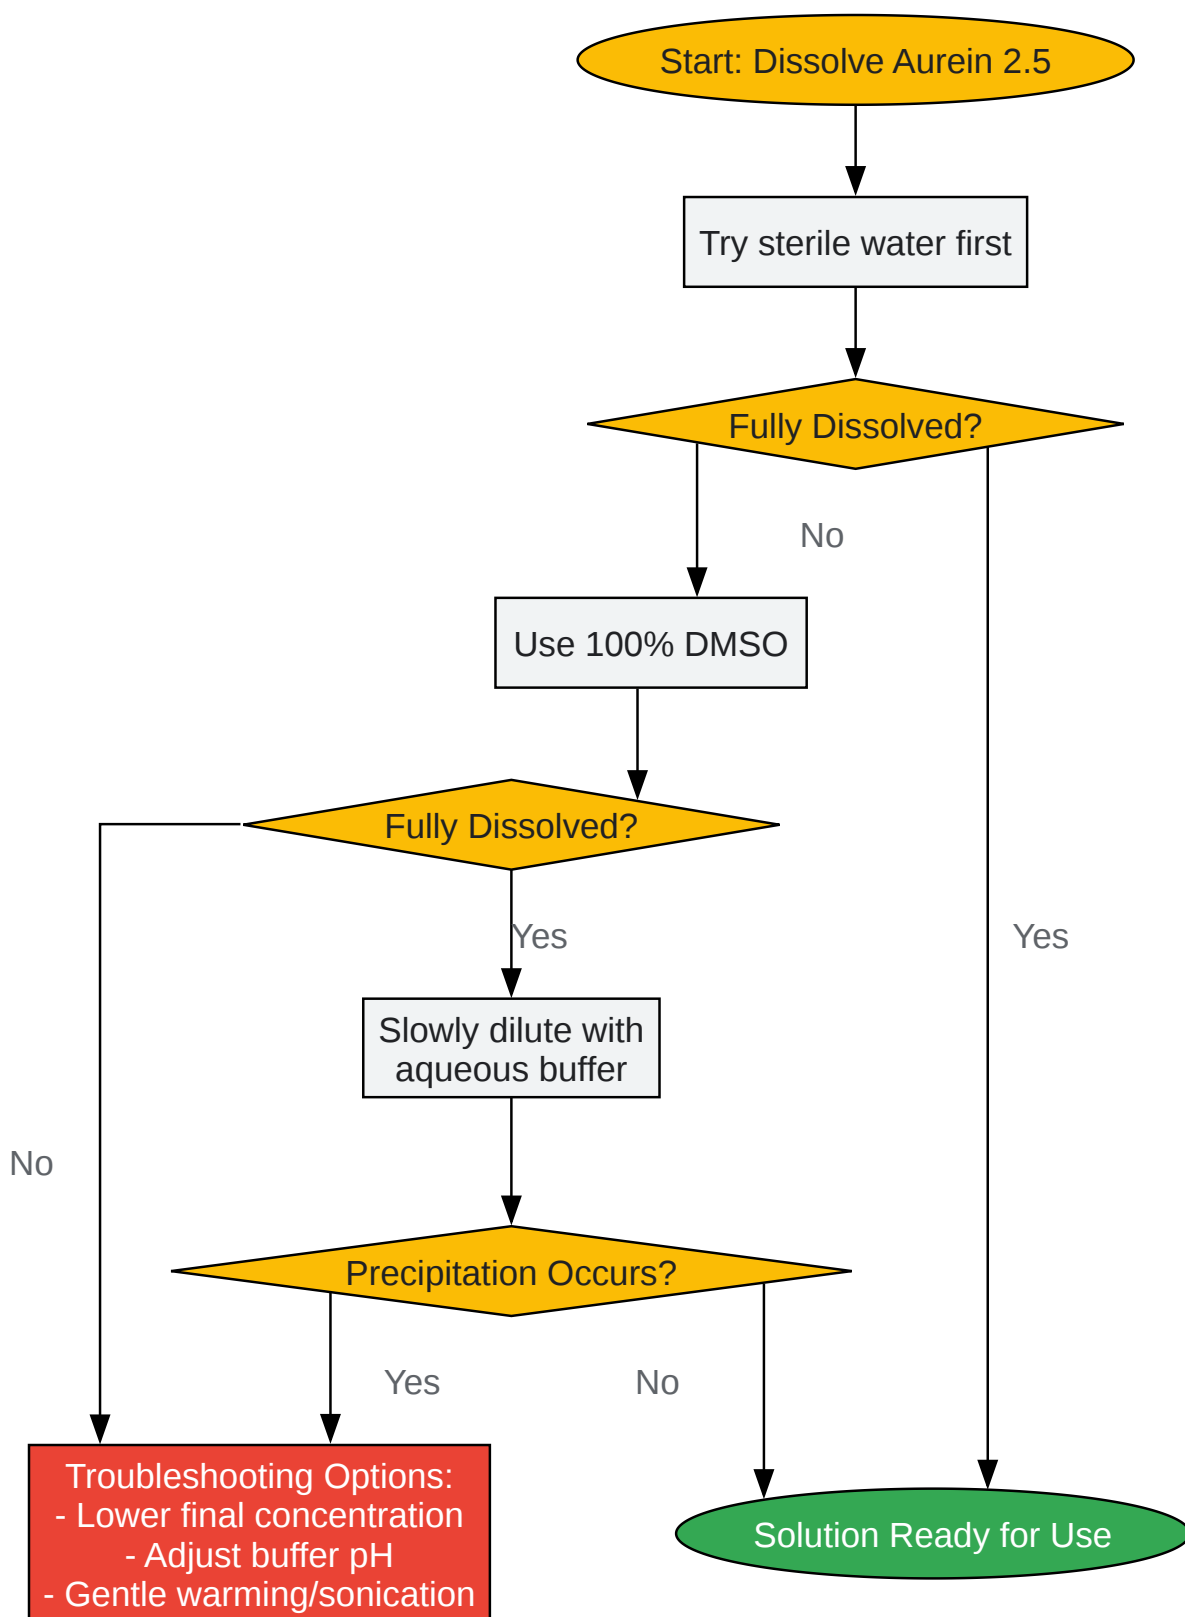 Start: Dissolve Aurein 2.5
Try sterile water first
Fully Dissolved?
No
Use 100% DMSO
Fully Dissolved?
Yes
Yes
Slowly dilute with
aqueous buffer
No
Precipitation Occurs?
Yes
No
Troubleshooting Options:
- Lower final concentration
- Adjust buffer pH
- Gentle warming/sonication
Solution Ready for Use